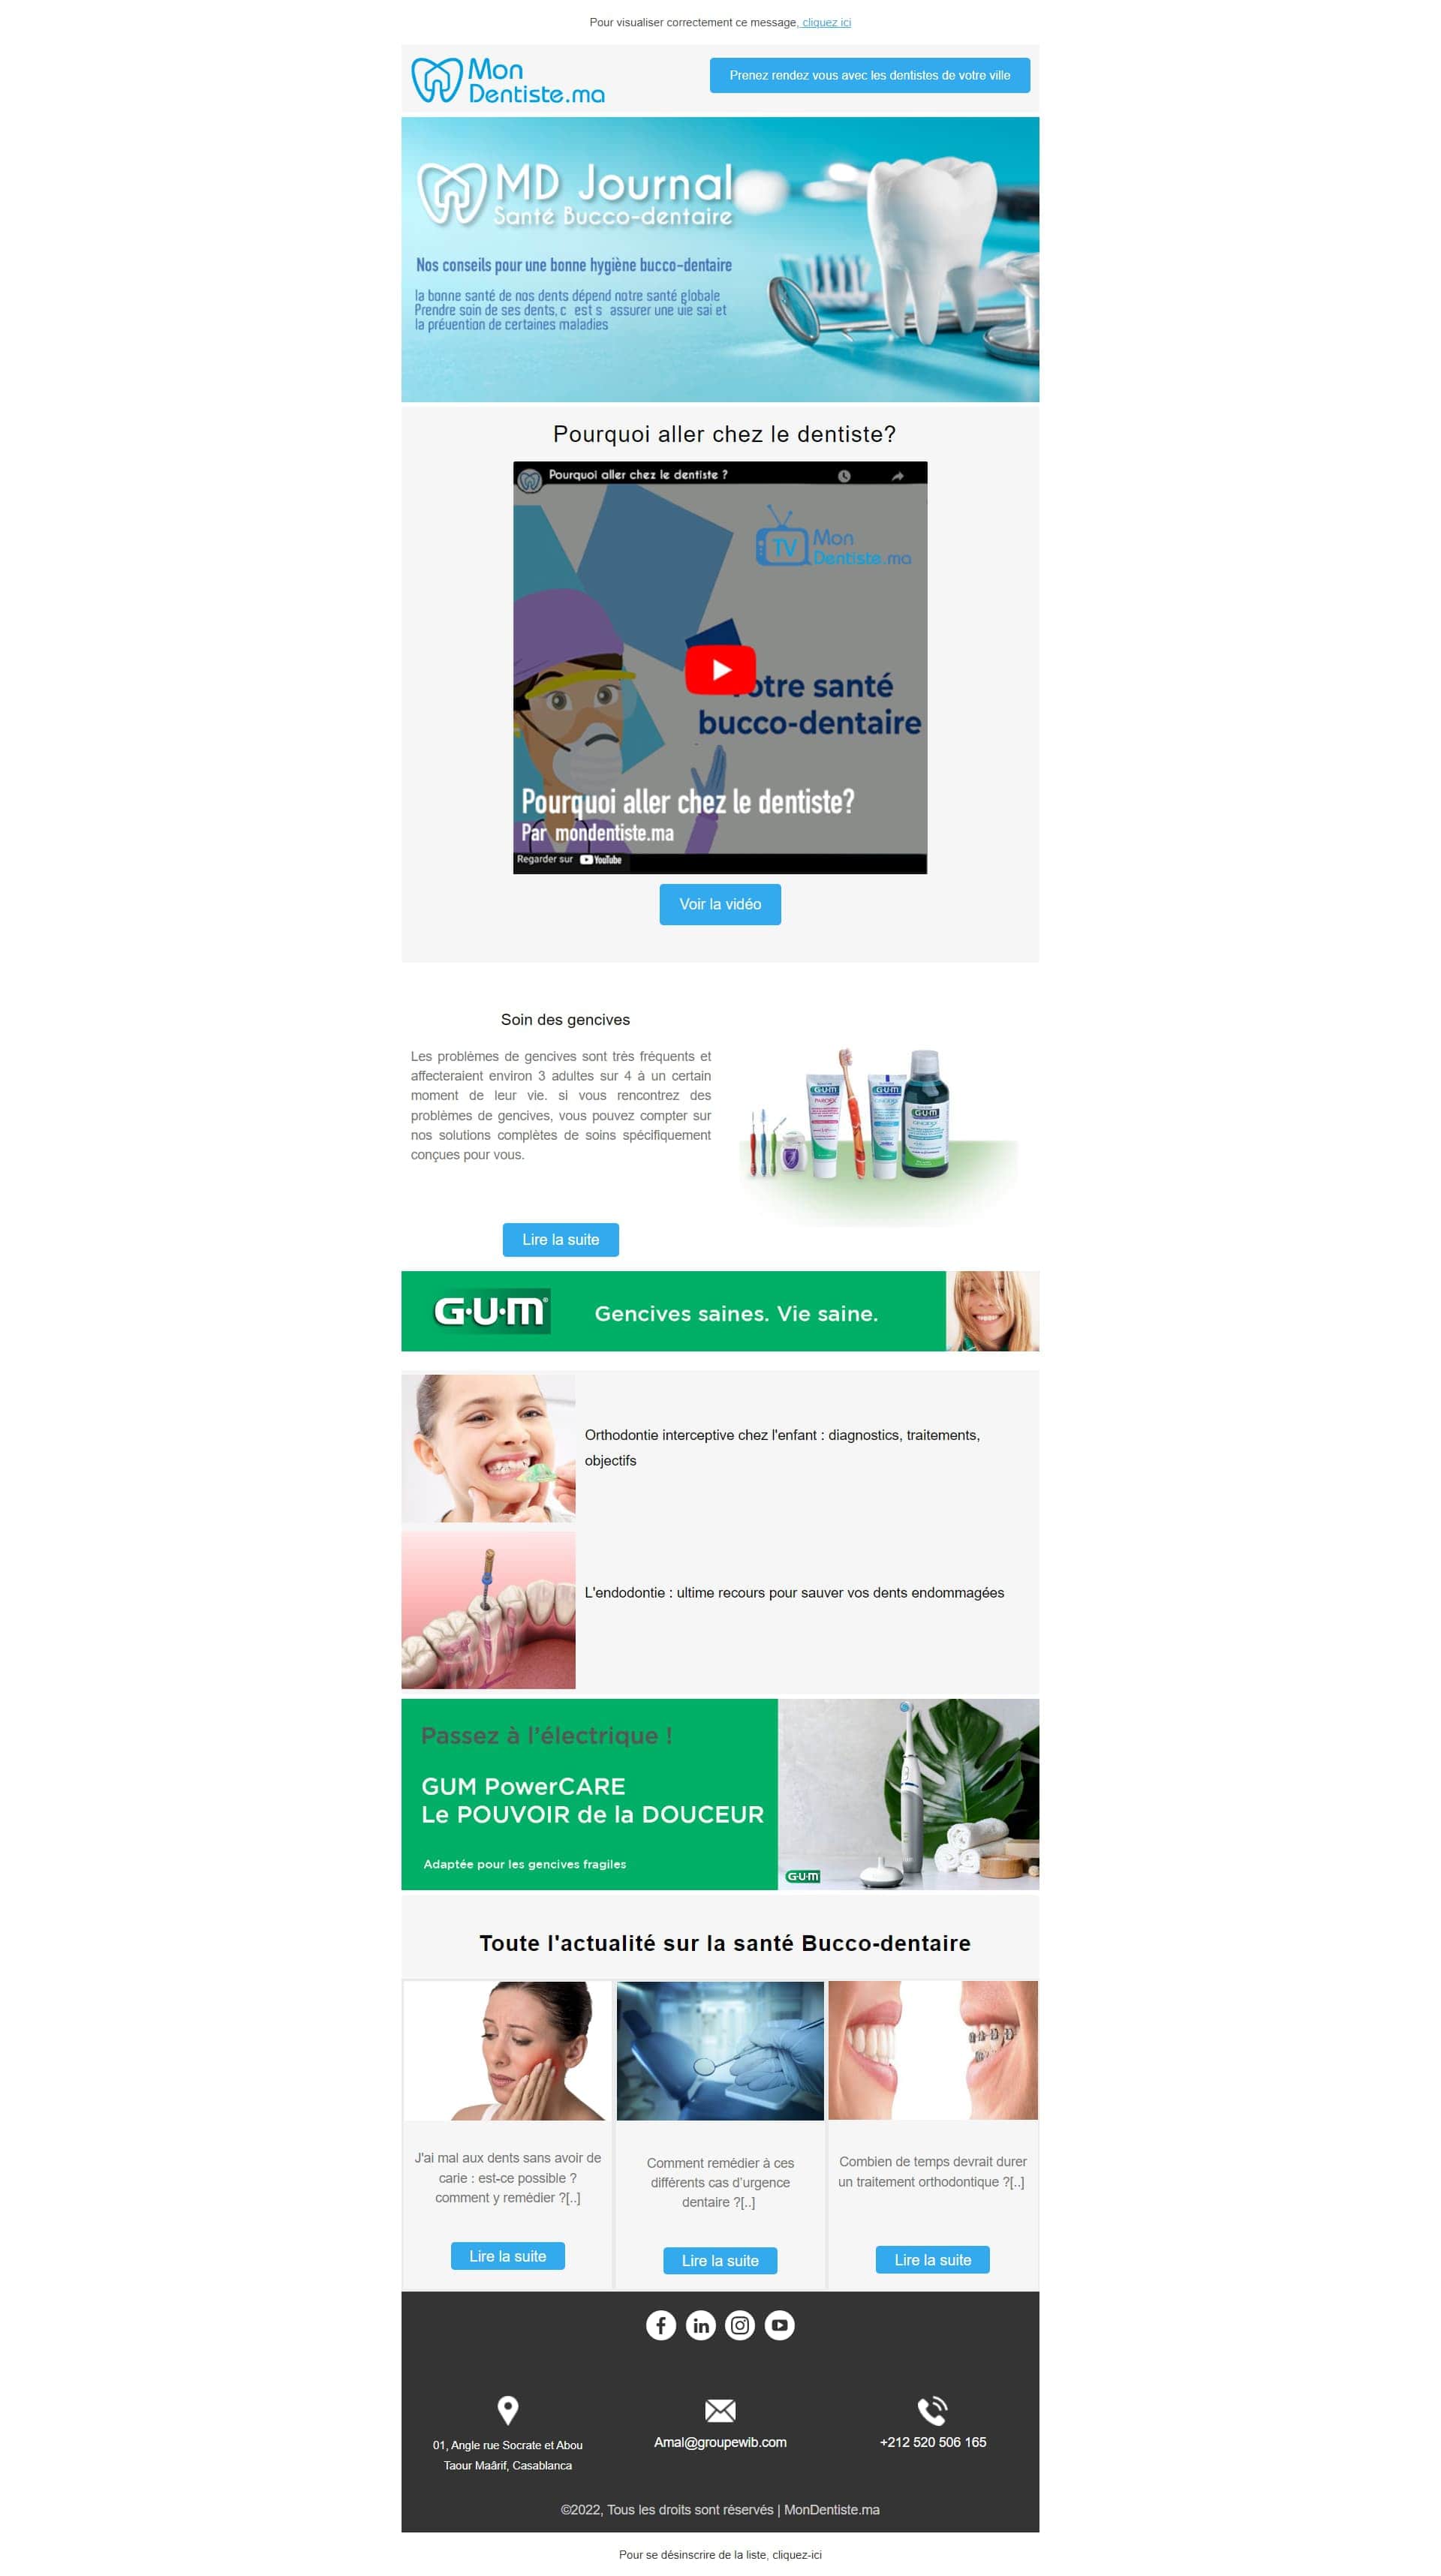 Pour visualiser correctement ce message, cliquez ici
Mon
Dentiste.ma
Prenez rendez vous avec les dentistes de votre ville
MD Journal
Santé Bucco-dentaire
Nos conseils pour une bonne hygiène bucco-dentaire
la bonne santé de nos dents dépend notre santé globale
Prendre soin de ses dents, c est s assurer une vie sai et
la prévention de certaines maladies
Pourquoi aller chez le dentiste?
Pourquoi aller chez le dentiste ?
TV
Mon
Dentiste.ma
otre santé
bucco-dentaire
Pourquoi aller chez le dentiste?
Par mondentiste.ma
Regarder sur YouTube
Voir la vidéo
Soin des gencives
Les problèmes de gencives sont très fréquents et
affecteraient environ 3 adultes sur 4 à un certain
moment de leur vie. si vous rencontrez des
problèmes de gencives, vous pouvez compter sur
nos solutions complètes de soins spécifiquement
conçues pour vous.
GUM
PAROEX
GUM
GUM
Lire la suite
G·U·M®
Gencives saines. Vie saine.
Orthodontie interceptive chez l'enfant : diagnostics, traitements,
objectifs
L'endodontie : ultime recours pour sauver vos dents endommagées
Passez à l'électrique !
GUM PowerCARE
Le POUVOIR de la DOUCEUR
Adaptée pour les gencives fragiles
G·U·M
Toute l'actualité sur la santé Bucco-dentaire
J'ai mal aux dents sans avoir de
carie : est-ce possible ?
comment y remédier ?[..]
Lire la suite
Comment remédier à ces
différents cas d'urgence
dentaire ?[..]
Lire la suite
Combien de temps devrait durer
un traitement orthodontique ?[..]
Lire la suite
01, Angle rue Socrate et Abou
Taour Maârif, Casablanca
Amal@groupewib.com
+212 520 506 165
©2022, Tous les droits sont réservés | MonDentiste.ma
Pour se désinscrire de la liste, cliquez-ici